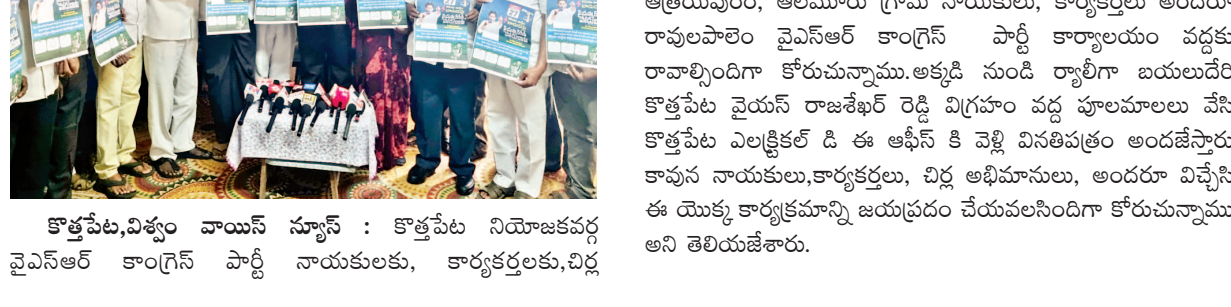 కొత్తపేట,విశ్వం వాయిస్ న్యూస్ : కొత్తపేట నియోజకవర్గ
వైఎస్ఆర్ కాంగ్రెస్ పార్టీ నాయకులకు, కార్యకర్తలకు,చిర్ల
ఆత్రేయపురం, ఆలమూరు గ్రామ నాయకులు, కార్యకర్తలు అందరూ
రావులపాలెం వైఎస్ఆర్ కాంగ్రెస్ పార్టీ కార్యాలయం వద్దకు
రావాల్సిందిగా కోరుచున్నాము.అక్కడి నుండి ర్యాలీగా బయలుదేరి
కొత్తపేట వైయస్ రాజశేఖర్ రెడ్డి విగ్రహం వద్ద పూలమాలలు వేసి
కొత్తపేట ఎలక్ట్రికల్ డి ఈ ఆఫీస్ కి వెళ్లి వినతిపత్రం అందజేస్తారు
కావున నాయకులు,కార్యకర్తలు, చిర్ల అభిమానులు, అందరూ విచ్చేసి
ఈ యొక్క కార్యక్రమాన్ని జయప్రదం చేయవలసిందిగా కోరుచున్నాము
అని తెలియజేశారు.